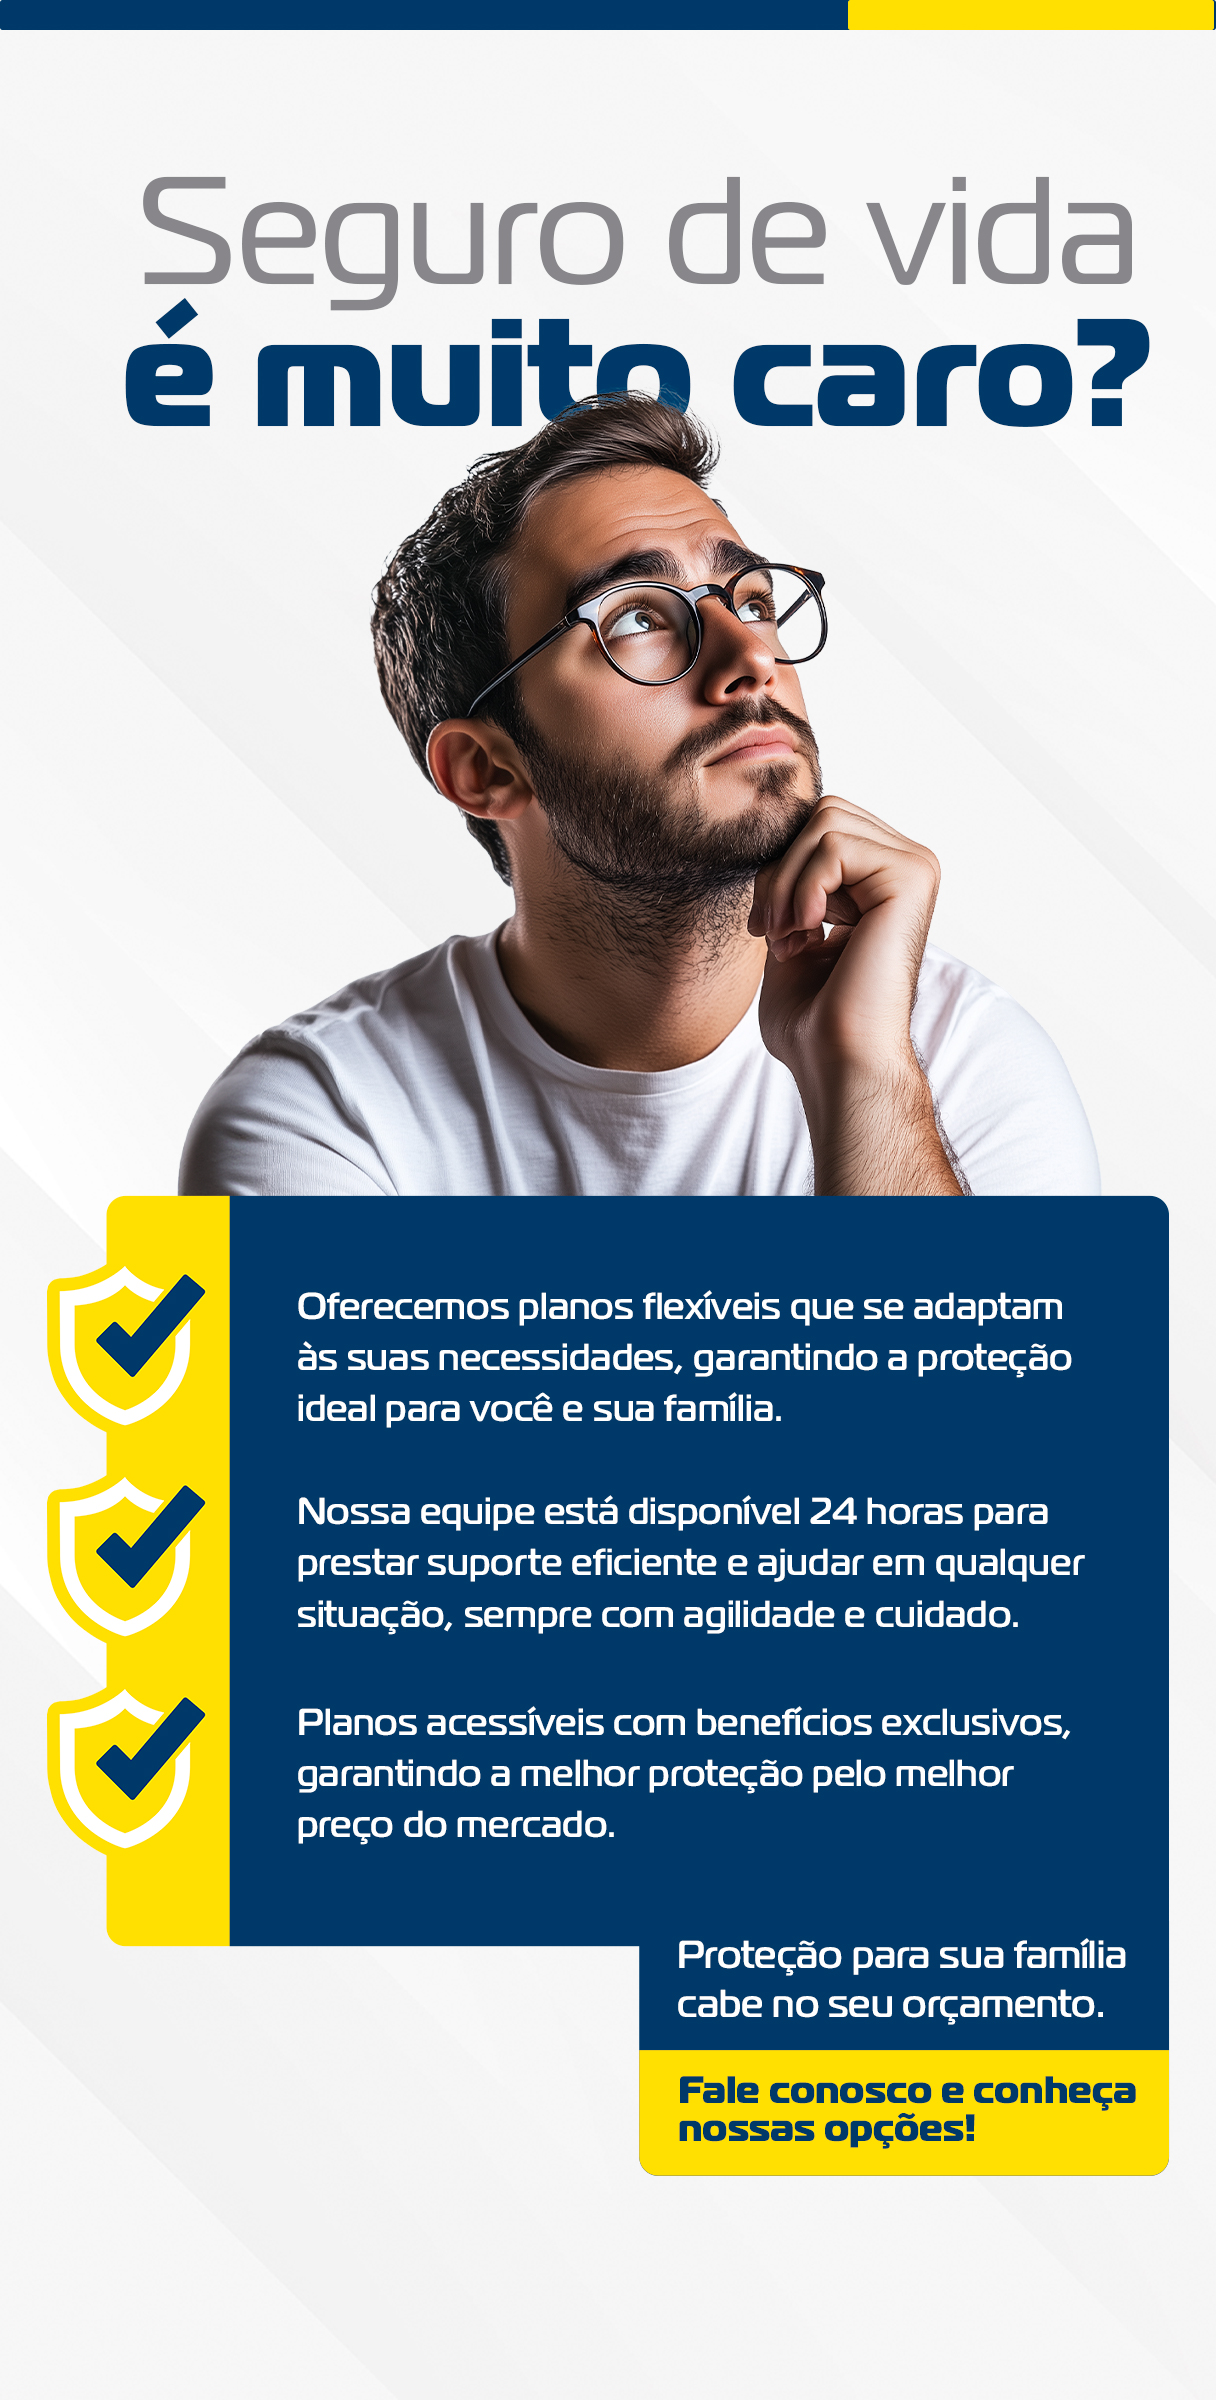 Seguro de vida
é muito caro?
Oferecemos planos flexíveis que se adaptam
às suas necessidades, garantindo a proteção
ideal para você e sua família.
Nossa equipe está disponível 24 horas para
prestar suporte eficiente e ajudar em qualquer
situação, sempre com agilidade e cuidado.
Planos acessíveis com benefícios exclusivos,
garantindo a melhor proteção pelo melhor
preço do mercado.
Proteção para sua família
cabe no seu orçamento.
Fale conosco e conheça
nossas opções!